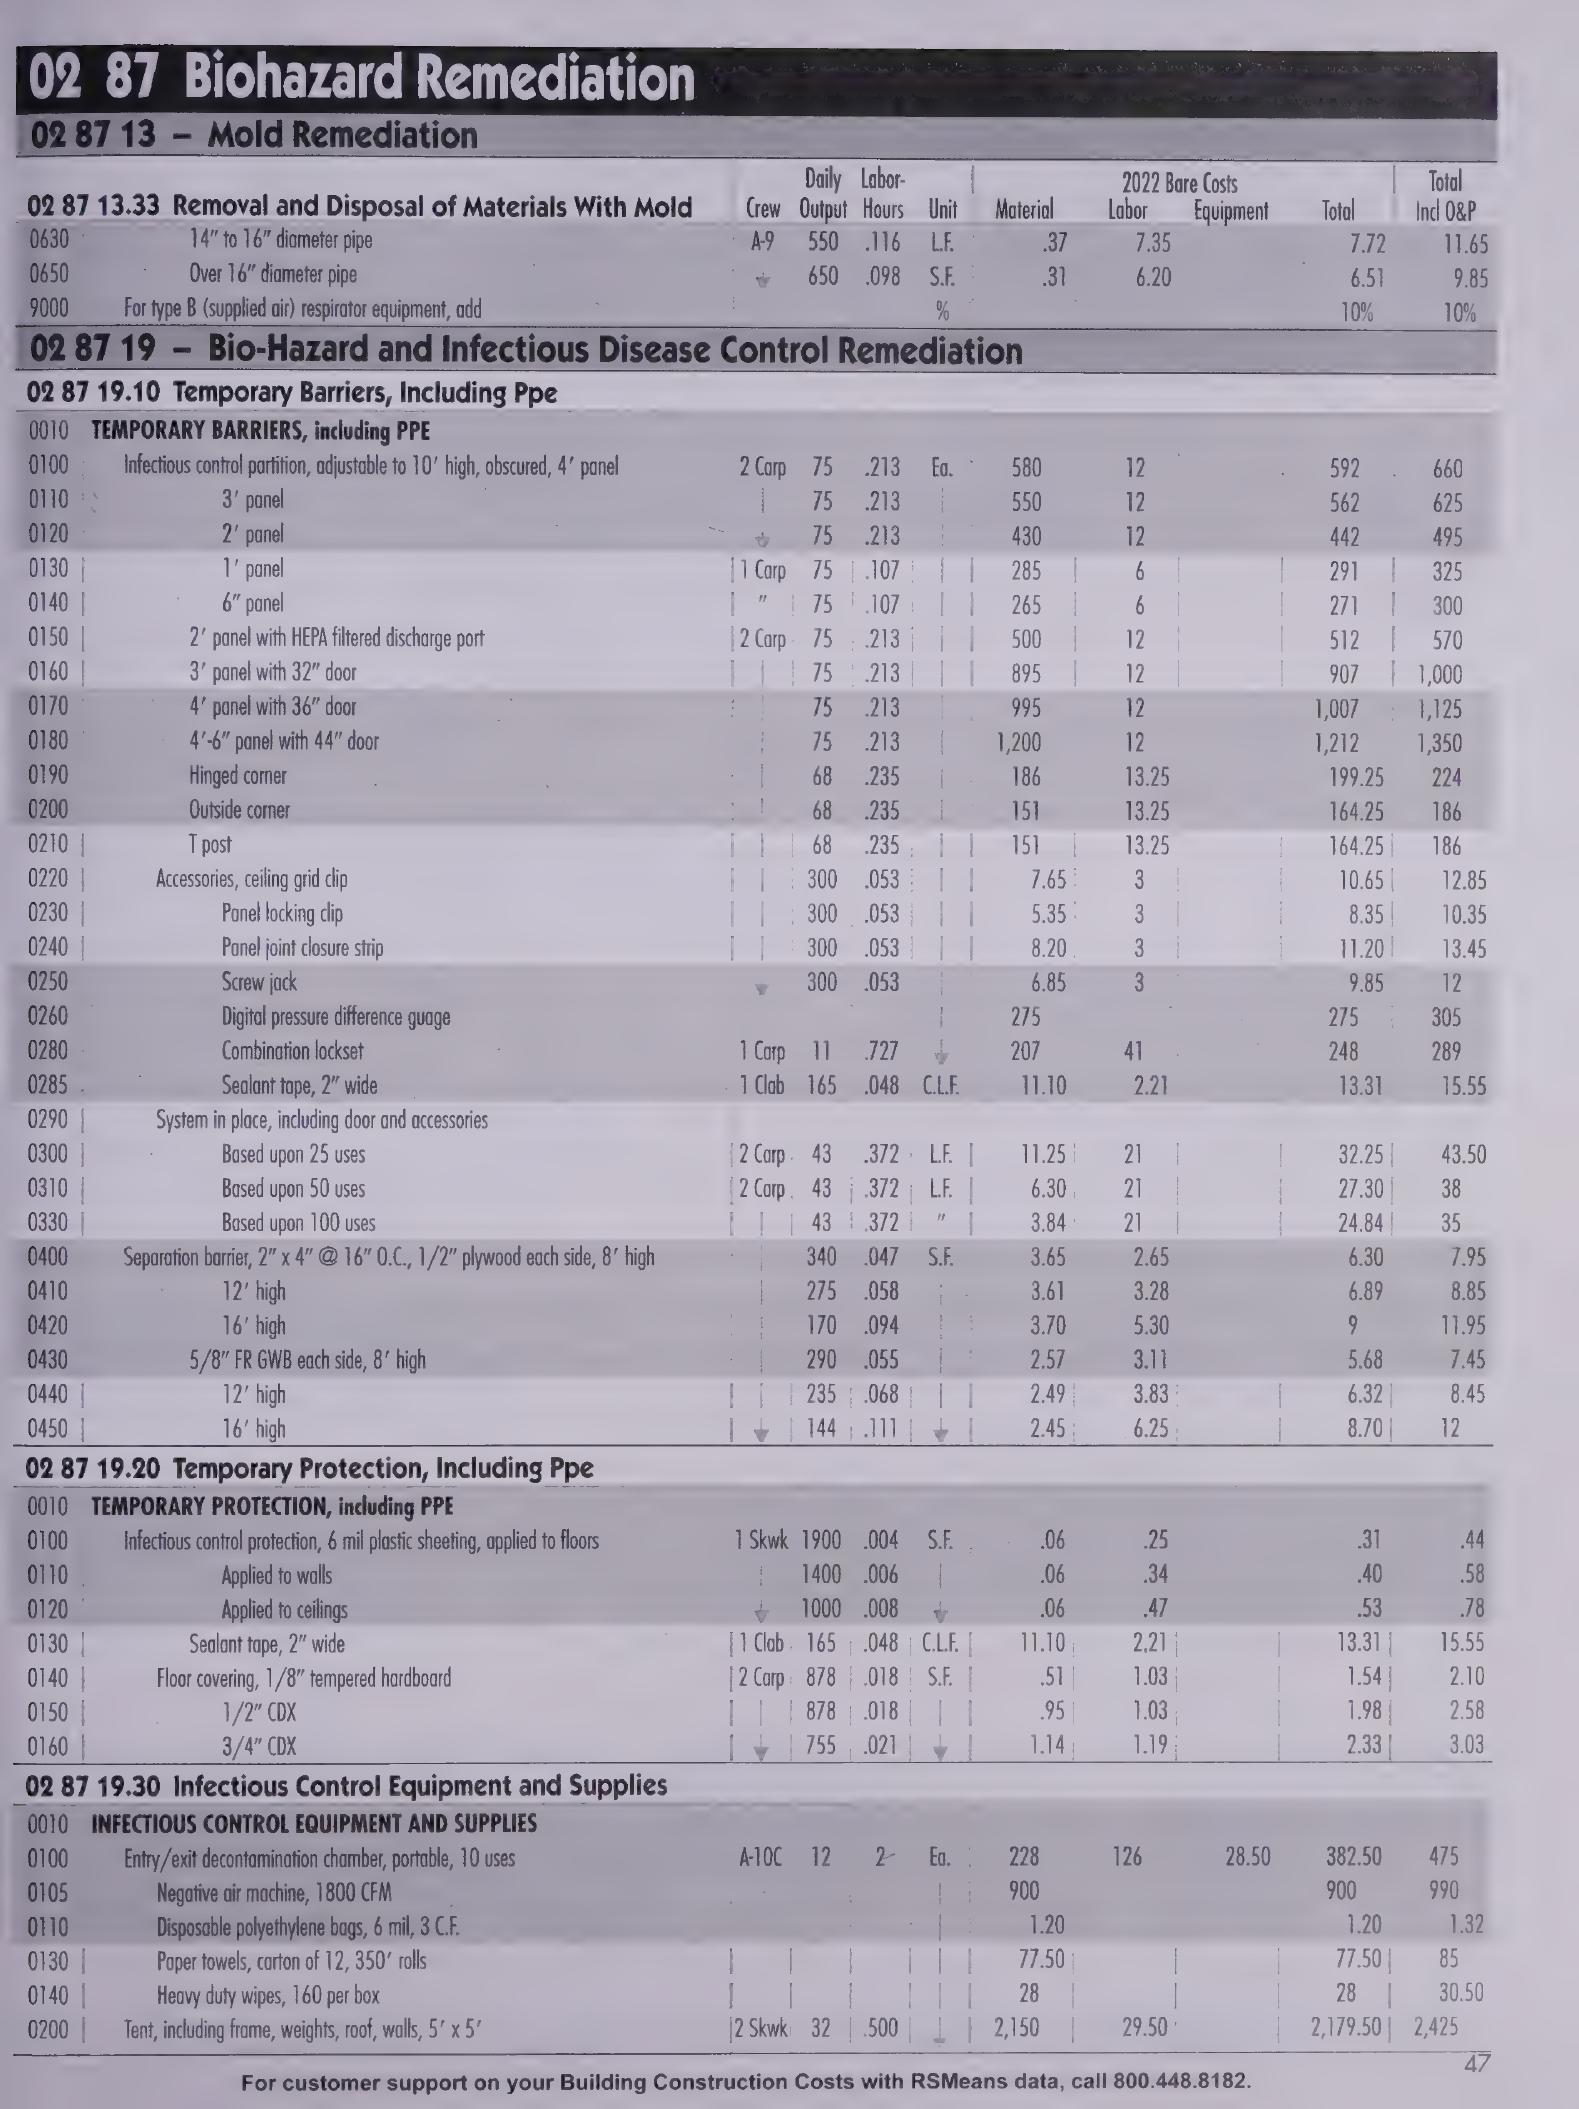 02 87 Biohazard Remediation
02 87 13 – Mold Remediation
Daily Labor- 2022 Bare Costs Total
02 87 13.33 Removal and Disposal of Materials With Mold Crew Output Hours Unit Material Labor Equipment Total Incl O&P
0630 14" to 16" diameter pipe A-9 550 .116 L.F. .37 7.35 7.72 11.65
0650 Over 16" diameter pipe 650 .098 S.F. .31 6.20 6.51 9.85
9000 For type B (supplied air) respirator equipment, add % 10% 10%
02 87 19 – Bio-Hazard and Infectious Disease Control Remediation
02 87 19.10 Temporary Barriers, Including Ppe
0010 TEMPORARY BARRIERS, including PPE
0100 Infectious control partition, adjustable to 10' high, obscured, 4' panel 2 Carp 75 .213 Ea. 580 12 592 660
0110 3' panel 75 .213 550 12 562 625
0120 2' panel 75 .213 430 12 442 495
0130 1' panel 1 Carp 75 .107 285 6 291 325
0140 6" panel " 75 .107 265 6 271 300
0150 2' panel with HEPA filtered discharge port 2 Carp 75 .213 500 12 512 570
0160 3' panel with 32" door 75 .213 895 12 907 1,000
0170 4' panel with 36" door 75 .213 995 12 1,007 1,125
0180 4'-6" panel with 44" door 75 .213 1,200 12 1,212 1,350
0190 Hinged corner 68 .235 186 13.25 199.25 224
0200 Outside corner 68 .235 151 13.25 164.25 186
0210 T post 68 .235 151 13.25 164.25 186
0220 Accessories, ceiling grid clip 300 .053 7.65 3 10.65 12.85
0230 Panel locking clip 300 .053 5.35 3 8.35 10.35
0240 Panel joint closure strip 300 .053 8.20 3 11.20 13.45
0250 Screw jack 300 .053 6.85 3 9.85 12
0260 Digital pressure difference guage 275 275 305
0280 Combination lockset 1 Carp 11 .727 207 41 248 289
0285 Sealant tape, 2" wide 1 Clab 165 .048 C.L.F. 11.10 2.21 13.31 15.55
0290 System in place, including door and accessories
0300 Based upon 25 uses 2 Carp 43 .372 L.F. 11.25 21 32.25 43.50
0310 Based upon 50 uses 2 Carp 43 .372 L.F. 6.30 21 27.30 38
0330 Based upon 100 uses 43 .372 " 3.84 21 24.84 35
0400 Separation barrier, 2" x 4" @ 16" O.C., 1/2" plywood each side, 8' high 340 .047 S.F. 3.65 2.65 6.30 7.95
0410 12' high 275 .058 3.61 3.28 6.89 8.85
0420 16' high 170 .094 3.70 5.30 9 11.95
0430 5/8" FR GWB each side, 8' high 290 .055 2.57 3.11 5.68 7.45
0440 12' high 235 .068 2.49 3.83 6.32 8.45
0450 16' high 144 .111 2.45 6.25 8.70 12
02 87 19.20 Temporary Protection, Including Ppe
0010 TEMPORARY PROTECTION, including PPE
0100 Infectious control protection, 6 mil plastic sheeting, applied to floors 1 Skwk 1900 .004 S.F. .06 .25 .31 .44
0110 Applied to walls 1400 .006 .06 .34 .40 .58
0120 Applied to ceilings 1000 .008 .06 .47 .53 .78
0130 Sealant tape, 2" wide 1 Clab 165 .048 C.L.F. 11.10 2.21 13.31 15.55
0140 Floor covering, 1/8" tempered hardboard 2 Carp 878 .018 S.F. .51 1.03 1.54 2.10
0150 1/2" CDX 878 .018 .95 1.03 1.98 2.58
0160 3/4" CDX 755 .021 1.14 1.19 2.33 3.03
02 87 19.30 Infectious Control Equipment and Supplies
0010 INFECTIOUS CONTROL EQUIPMENT AND SUPPLIES
0100 Entry/exit decontamination chamber, portable, 10 uses A-10C 12 2 Ea. 228 126 28.50 382.50 475
0105 Negative air machine, 1800 CFM 900 900 990
0110 Disposable polyethylene bags, 6 mil, 3 C.F. 1.20 1.20 1.32
0130 Paper towels, carton of 12, 350' rolls 77.50 77.50 85
0140 Heavy duty wipes, 160 per box 28 28 30.50
0200 Tent, including frame, weights, roof, walls, 5' x 5' 2 Skwk 32 .500 2,150 29.50 2,179.50 2,425
47
For customer support on your Building Construction Costs with RSMeans data, call 800.448.8182.